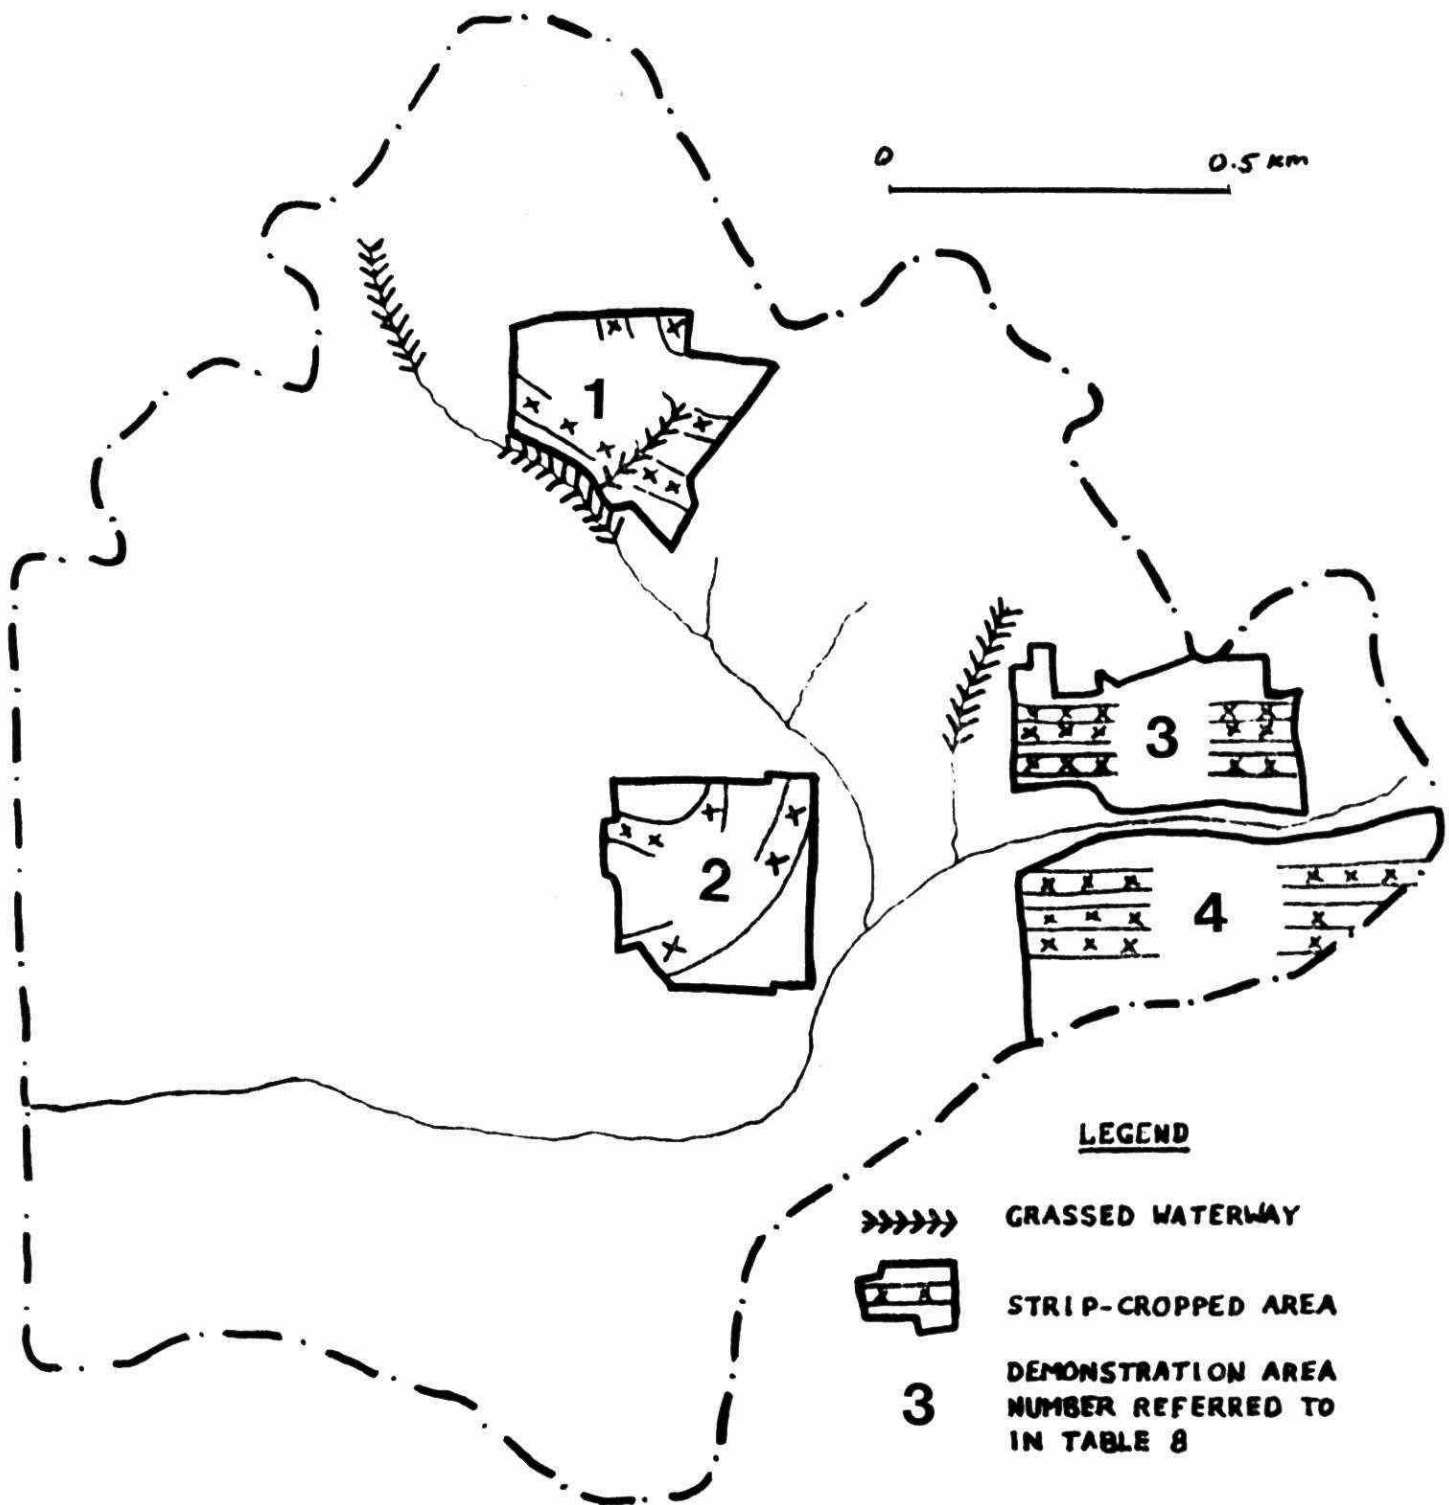 0 0.5 km
1
3
2
4
LEGEND
GRASSED WATERWAY
STRIP-CROPPED AREA
3
DEMONSTRATION AREA
NUMBER REFERRED TO
IN TABLE 8